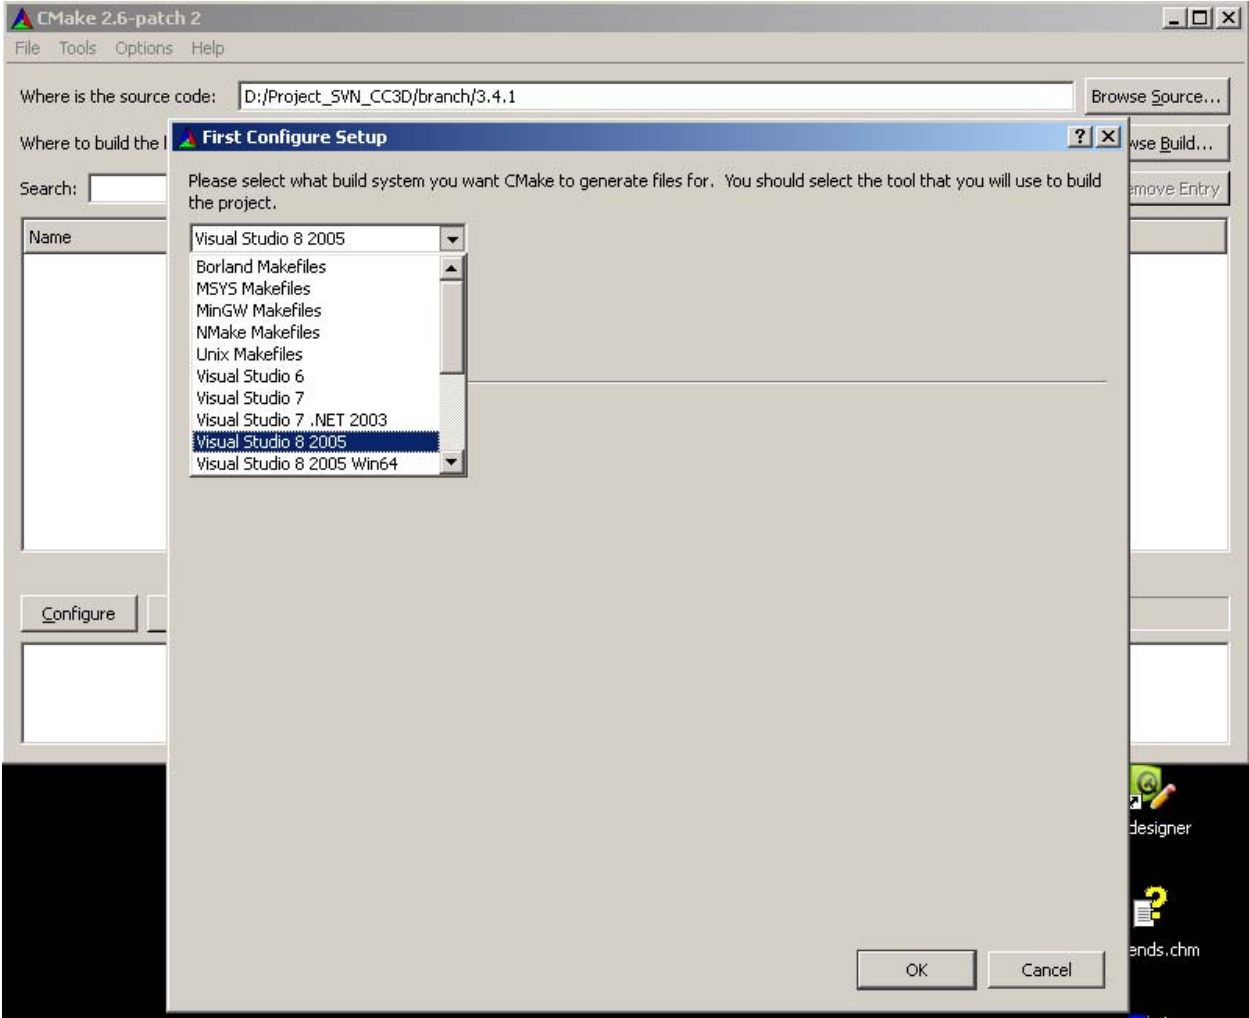 CMake 2.6-patch 2
File Tools Options Help
Where is the source code: D:/Project_SVN_CC3D/branch/3.4.1 Browse Source...
Where to build the
wse Build...
First Configure Setup
Search:
emove Entry
Please select what build system you want CMake to generate files for. You should select the tool that you will use to build
the project.
Name
Visual Studio 8 2005
Borland Makefiles
MSYS Makefiles
MinGW Makefiles
NMake Makefiles
Unix Makefiles
Visual Studio 6
Visual Studio 7
Visual Studio 7 .NET 2003
Visual Studio 8 2005
Visual Studio 8 2005 Win64
Configure
designer
ends.chm
OK Cancel